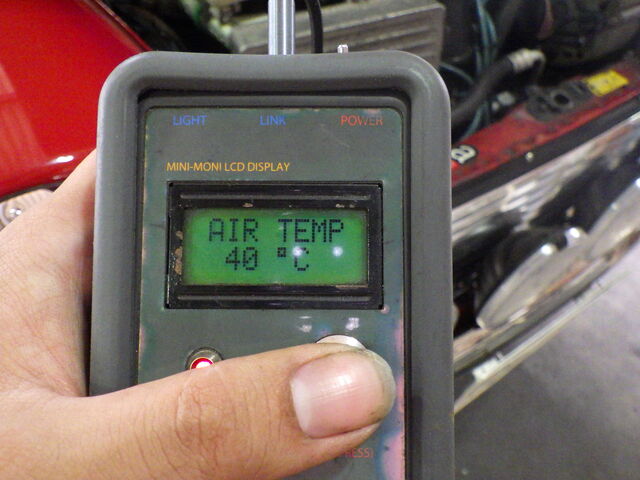 LIGHT LINK POWER
MINI-MONI LCD DISPLAY
AIR TEMP
40 °C